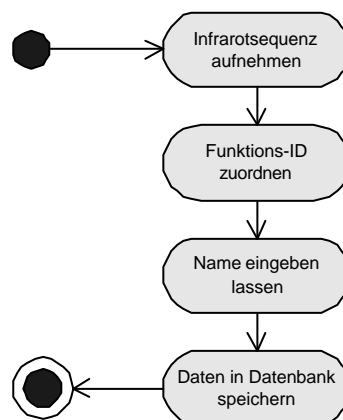 Infrarotsequenz
aufnehmen
Funktions-ID
zuordnen
Name eingeben
lassen
Daten in Datenbank
speichern